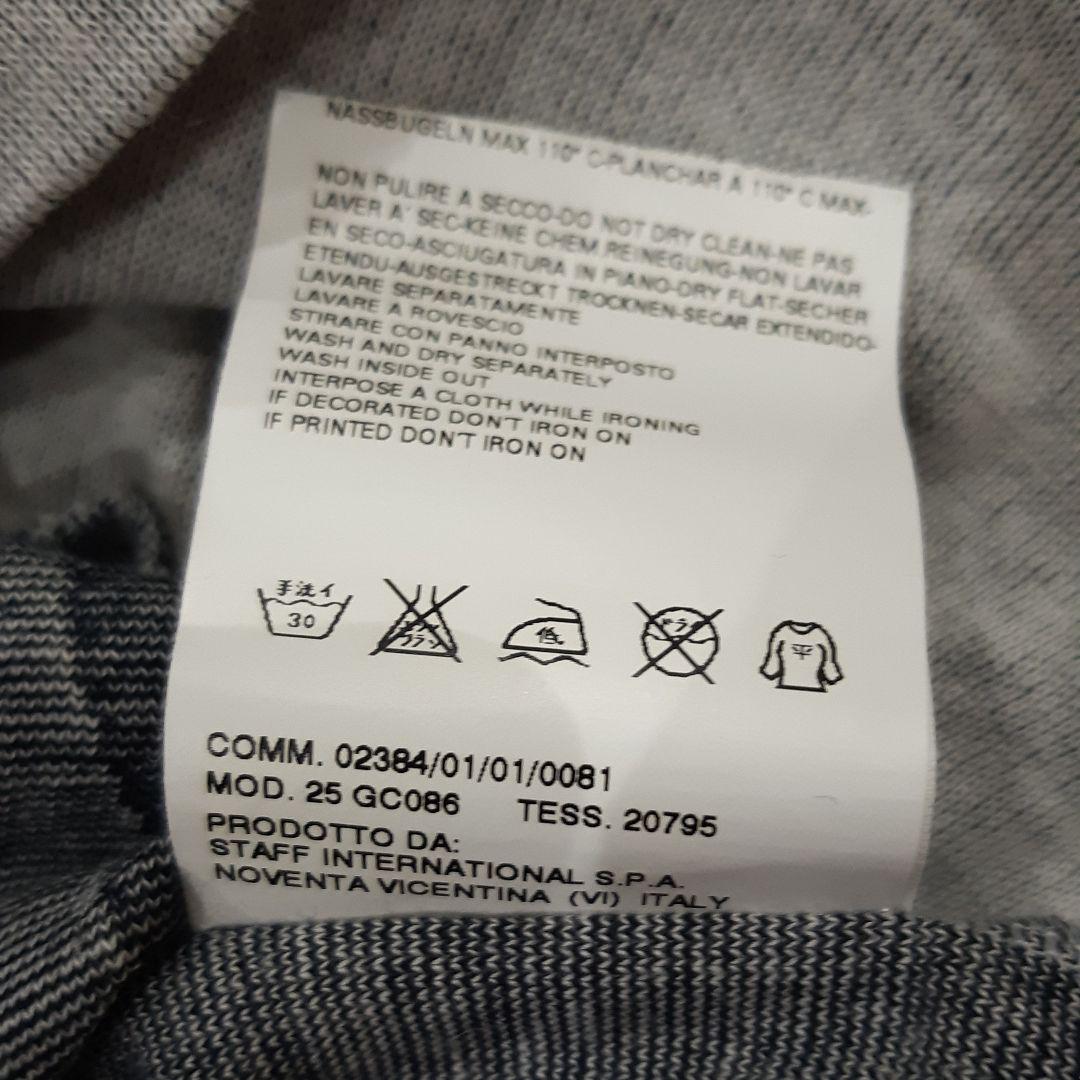 NASSBUGELN MAX 110° C-PLANCHAR A 110° C MAX-
NON PULIRE A SECCO-DO NOT DRY CLEAN-NE PAS
LAVER A' SEC-KEINE CHEM.REINEGUNG-NON LAVAR
EN SECO-ASCIUGATURA IN PIANO-DRY FLAT-SECHER
ETENDU-AUSGESTRECKT TROCKNEN-SECAR EXTENDIDO-
LAVARE SEPARATAMENTE
LAVARE A ROVESCIO
STIRARE CON PANNO INTERPOSTO
WASH AND DRY SEPARATELY
WASH INSIDE OUT
INTERPOSE A CLOTH WHILE IRONING
IF DECORATED DON'T IRON ON
IF PRINTED DON'T IRON ON
手洗イ
30
低
ドライ
平
COMM. 02384/01/01/0081
MOD. 25 GC086 TESS. 20795
PRODOTTO DA:
STAFF INTERNATIONAL S.P.A.
NOVENTA VICENTINA (VI) ITALY